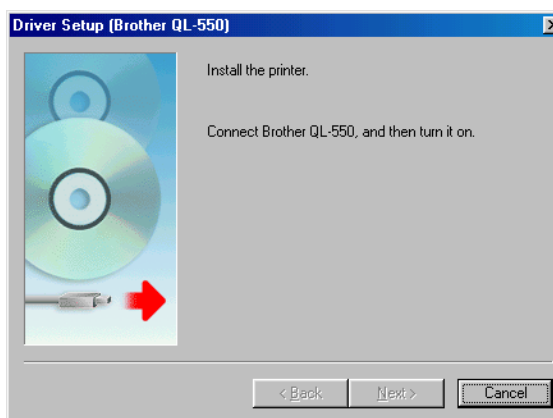 Driver Setup (Brother QL-550)
Install the printer.
Connect Brother QL-550, and then turn it on.
< Back
Next >
Cancel